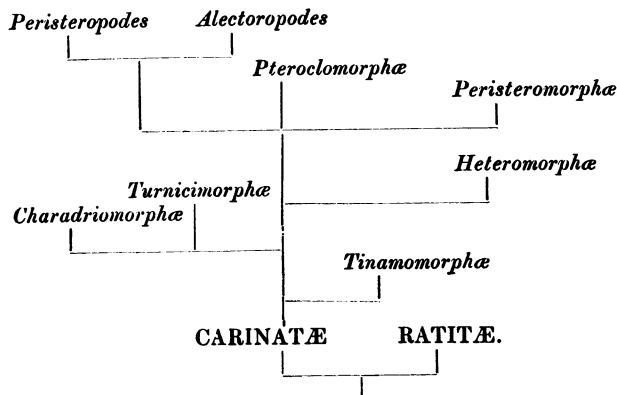 Peristeropodes Alectoropodes
Pteroclomorphæ
Peristeromorphæ
Heteromorphæ
Turnicimorphæ
Charadriomorphæ
Tinamomorphæ
CARINATÆ RATITÆ.